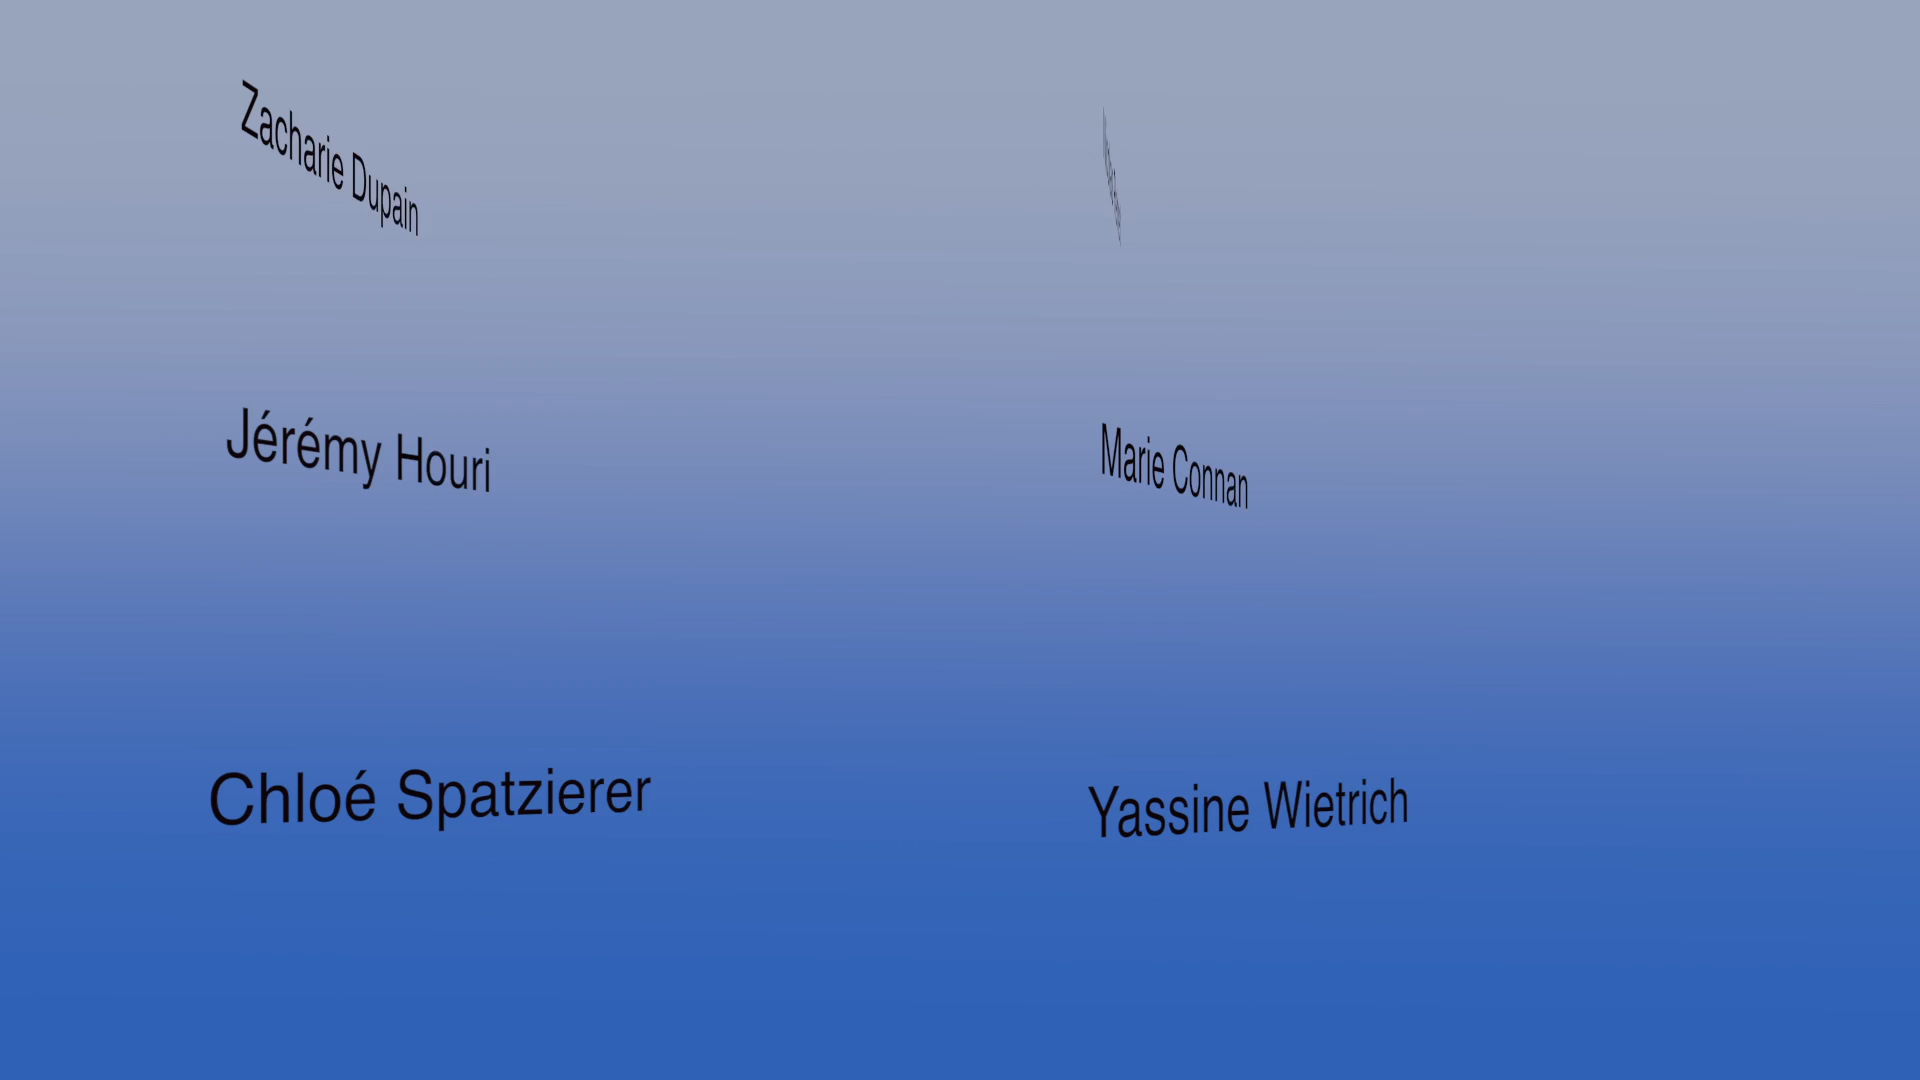 Zacharie Dupain
Jérémy Houri
Marie Connan
Chloé Spatzierer
Yassine Wietrich